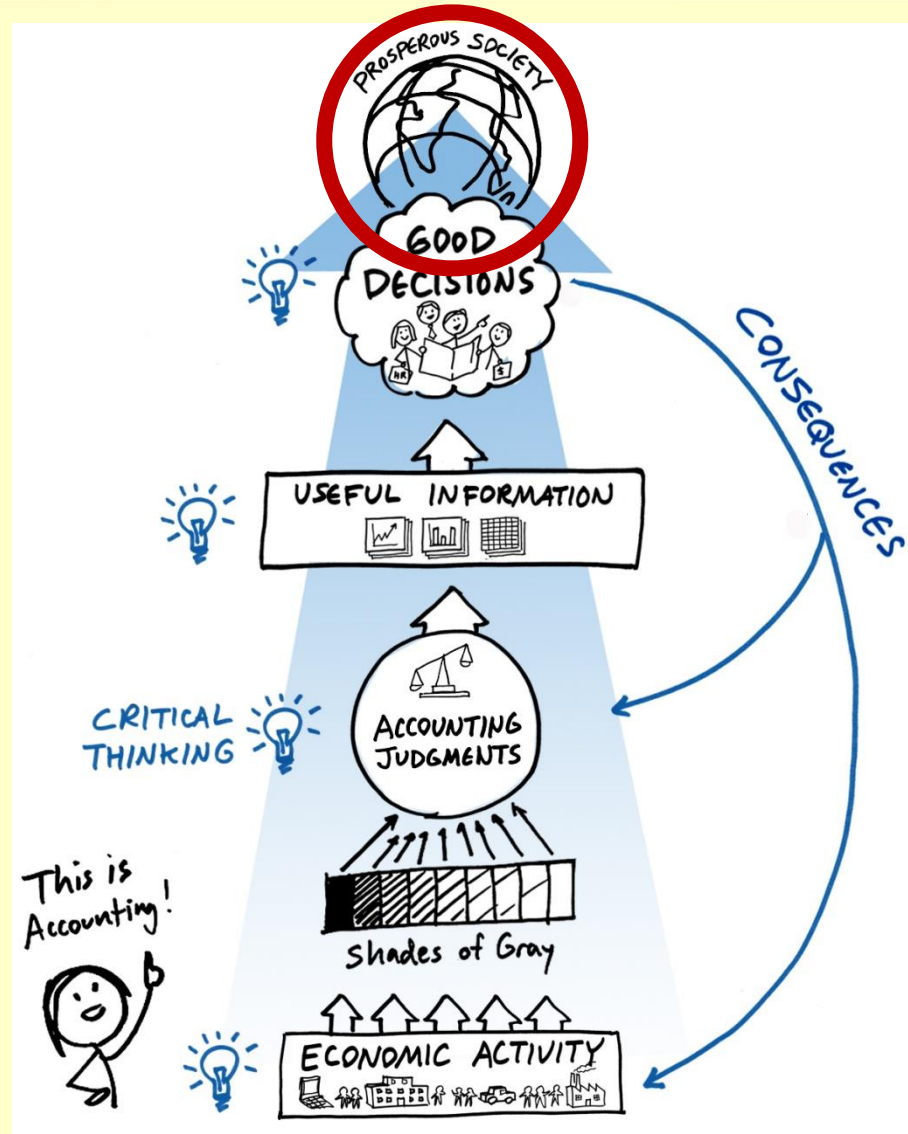 PROSPEROUS SOCIETY
GOOD
DECISIONS
HR
$
CONSEQUENCES
USEFUL INFORMATION
CRITICAL
THINKING
ACCOUNTING
JUDGMENTS
This is
Accounting!
Shades of Gray
ECONOMIC ACTIVITY